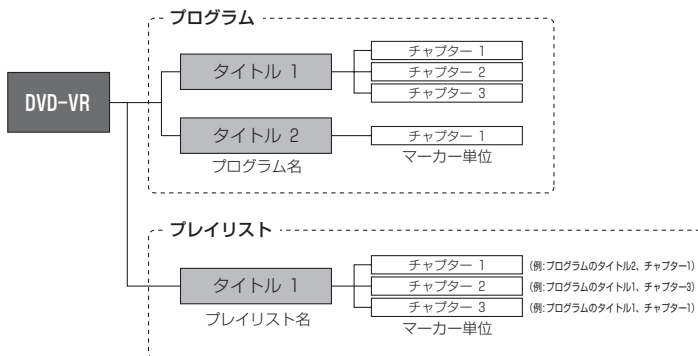 プログラム
DVD-VR
タイトル 1
チャプター 1
チャプター 2
チャプター 3
タイトル 2
チャプター 1
プログラム名
マーカー単位
プレイリスト
タイトル 1
チャプター 1 (例:プログラムのタイトル2、チャプター1)
チャプター 2 (例:プログラムのタイトル1、チャプター3)
チャプター 3 (例:プログラムのタイトル1、チャプター1)
プレイリスト名
マーカー単位